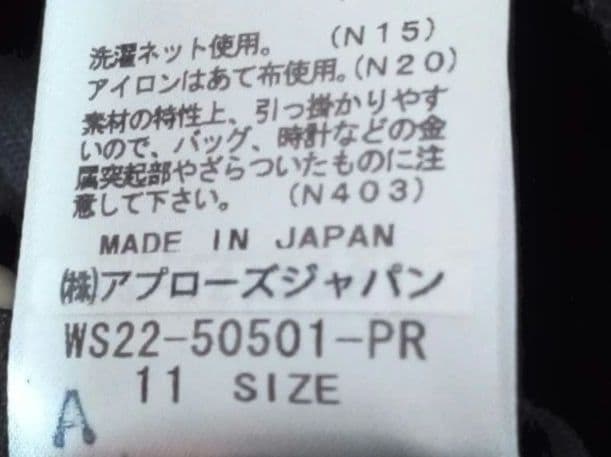 洗濯ネット使用。 (N15)
アイロンはあて布使用。(N20)
素材の特性上、引っ掛かりやす
いので、バッグ、時計などの金
属突起部やざらついたものに注
意して下さい。 (N403)
MADE IN JAPAN
㈱アプローズジャパン
WS22-50501-PR
11 SIZE
A